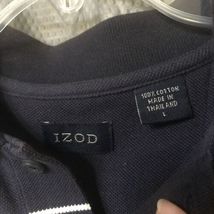 IZOD
100% COTTON
MADE IN
THAILAND
L